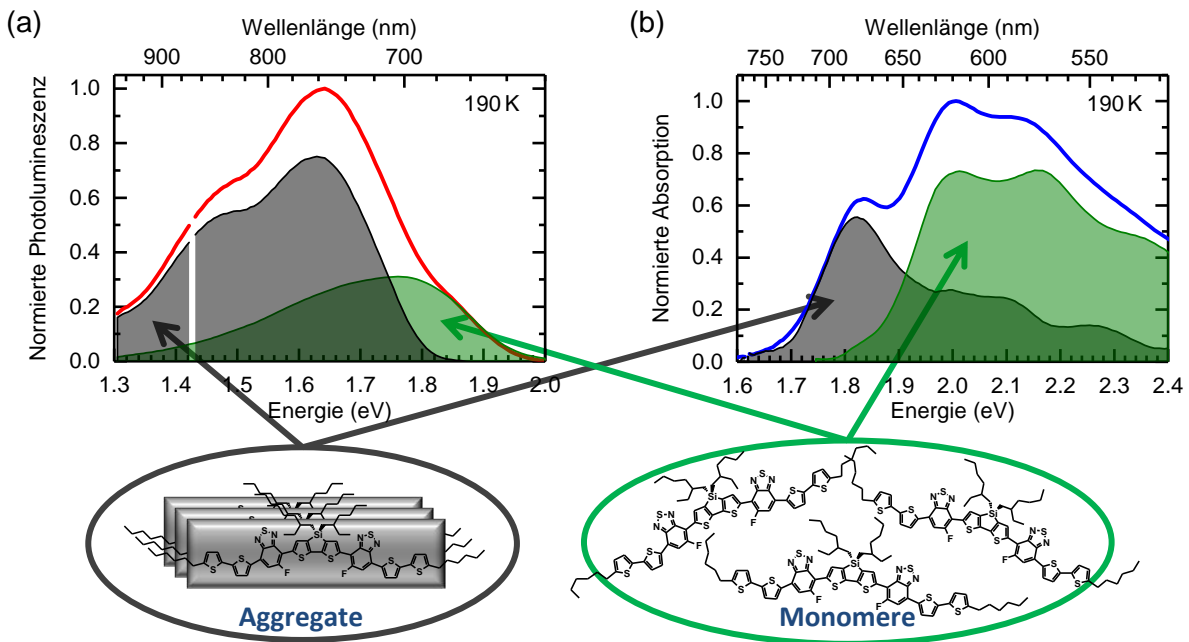 (a)
Wellenlänge (nm)
900 800 700
Normierte Photolumineszenz
1.0
0.8
0.6
0.4
0.2
0.0
190 K
1.3 1.4 1.5 1.6 1.7 1.8 1.9 2.0
Energie (eV)
(b)
Wellenlänge (nm)
750 700 650 600 550
Normierte Absorption
1.0
0.8
0.6
0.4
0.2
0.0
190 K
1.6 1.7 1.8 1.9 2.0 2.1 2.2 2.3 2.4
Energie (eV)
Aggregate
Monomere